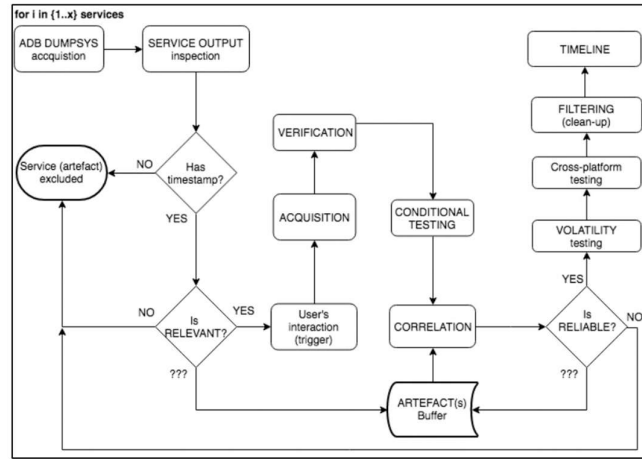 for i in {1..x} services
ADB DUMPSYS
accquistion
SERVICE OUTPUT
inspection
TIMELINE
FILTERING
(clean-up)
VERIFICATION
NO
Has
timestamp?
Service (artefact)
excluded
Cross-platform
testing
YES
ACQUISITION
CONDITIONAL
TESTING
VOLATILITY
testing
YES
NO
Is
RELEVANT?
YES
User's
interaction
(trigger)
CORRELATION
Is
RELIABLE?
NO
???
???
ARTEFACT(s)
Buffer